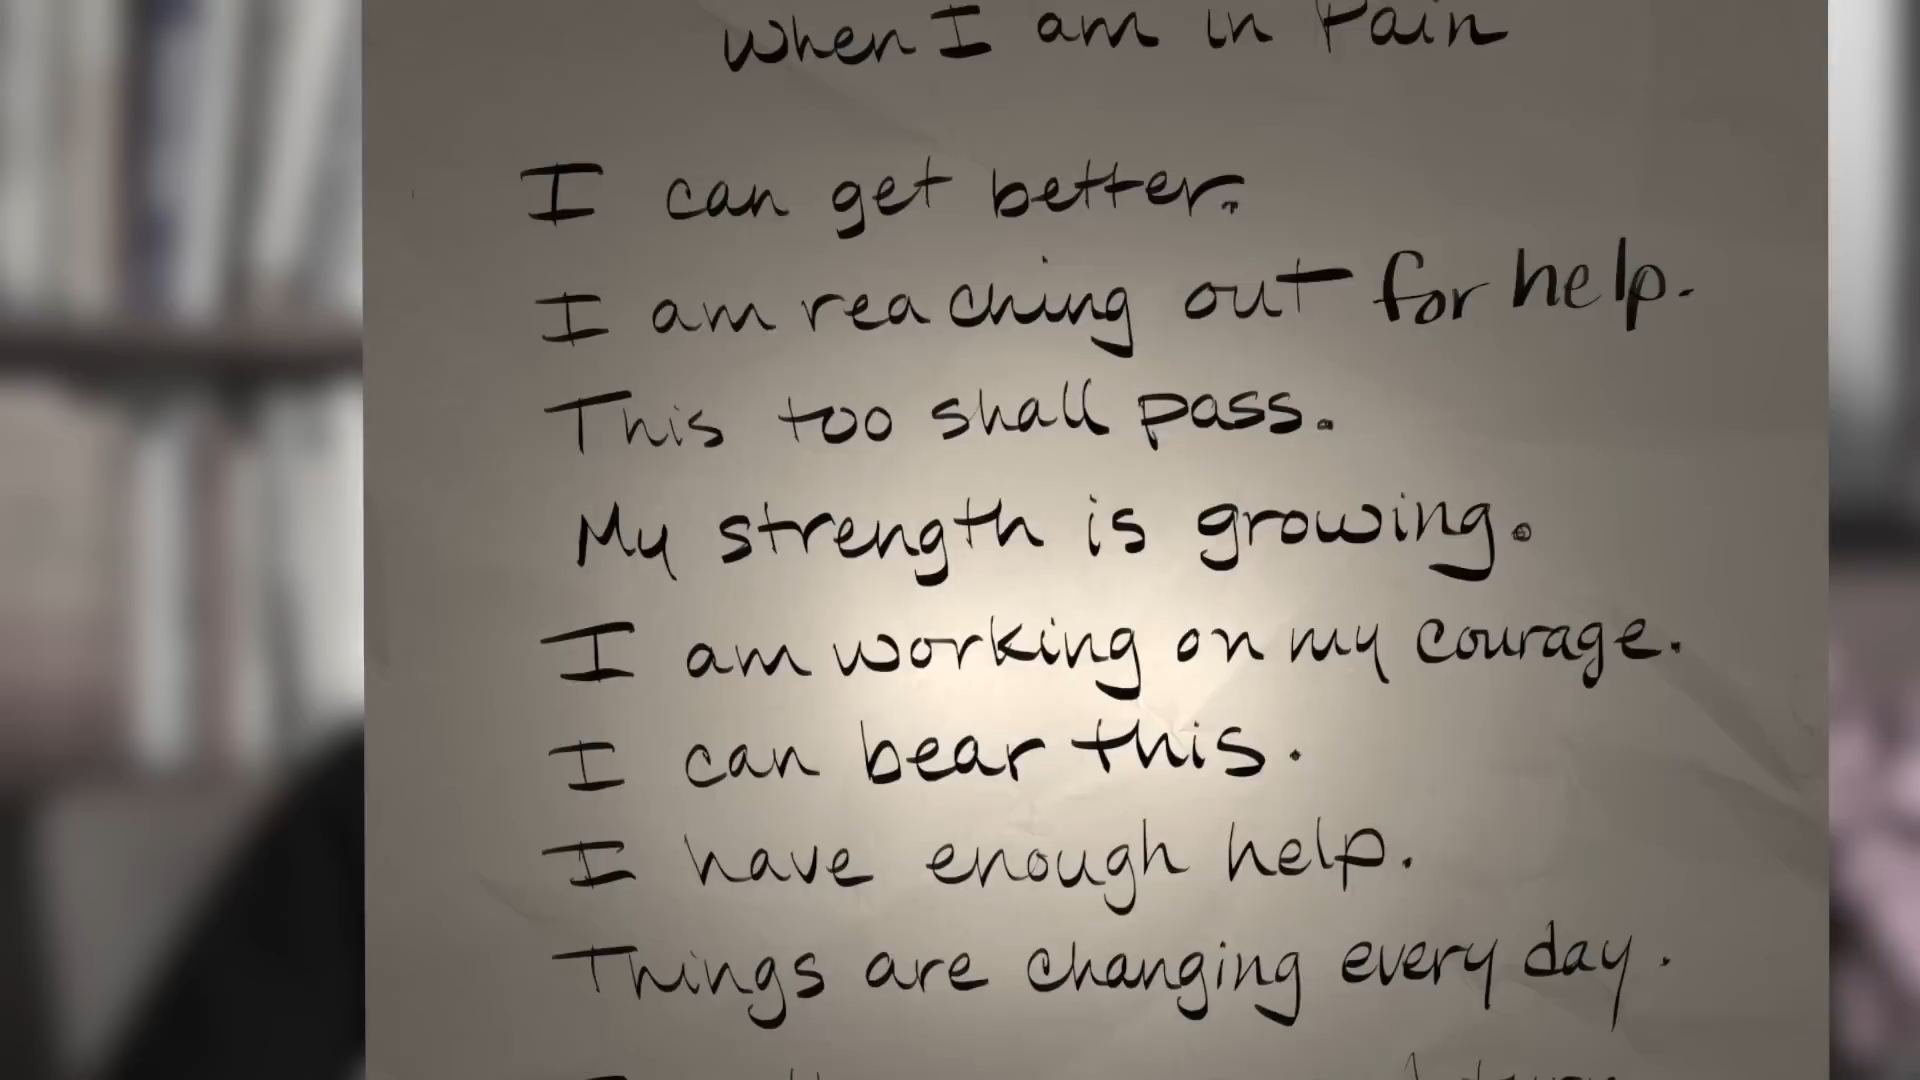 When I am in Pain
I can get better.
I am reaching out for help.
This too shall pass.
My strength is growing.
I am working on my courage.
I can bear this.
I have enough help.
Things are changing every day.